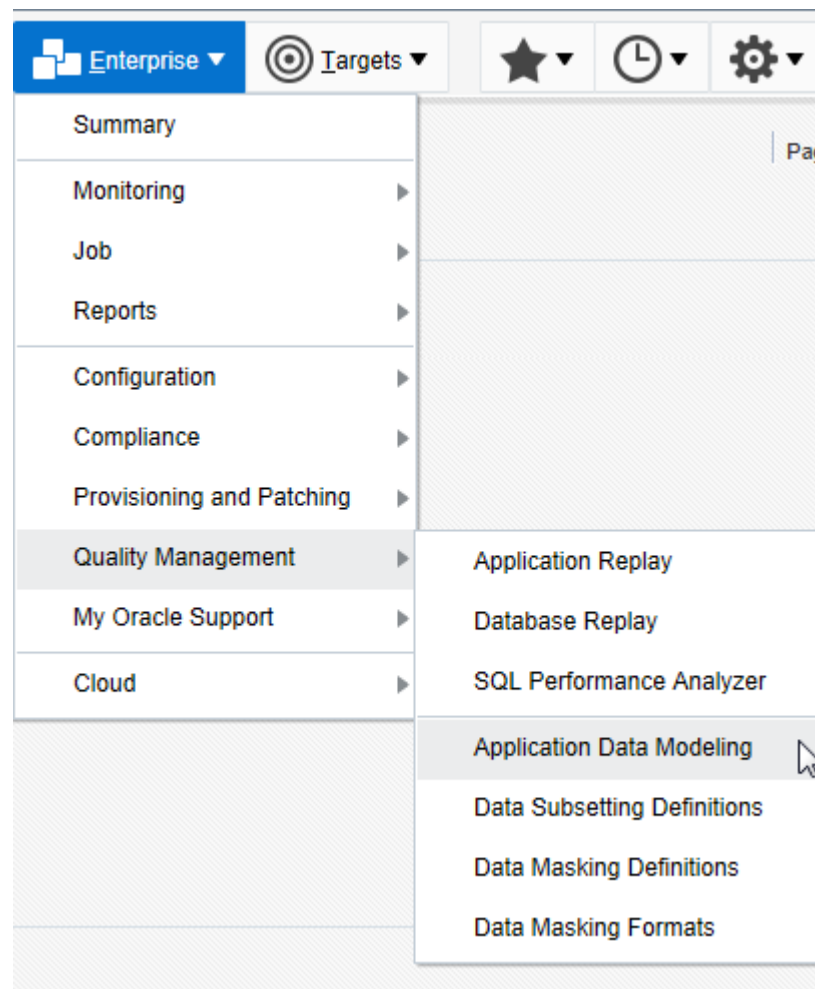 Enterprise Targets
Summary
Pag
Monitoring
Job
Reports
Configuration
Compliance
Provisioning and Patching
Quality Management
Application Replay
My Oracle Support
Database Replay
Cloud
SQL Performance Analyzer
Application Data Modeling
Data Subsetting Definitions
Data Masking Definitions
Data Masking Formats